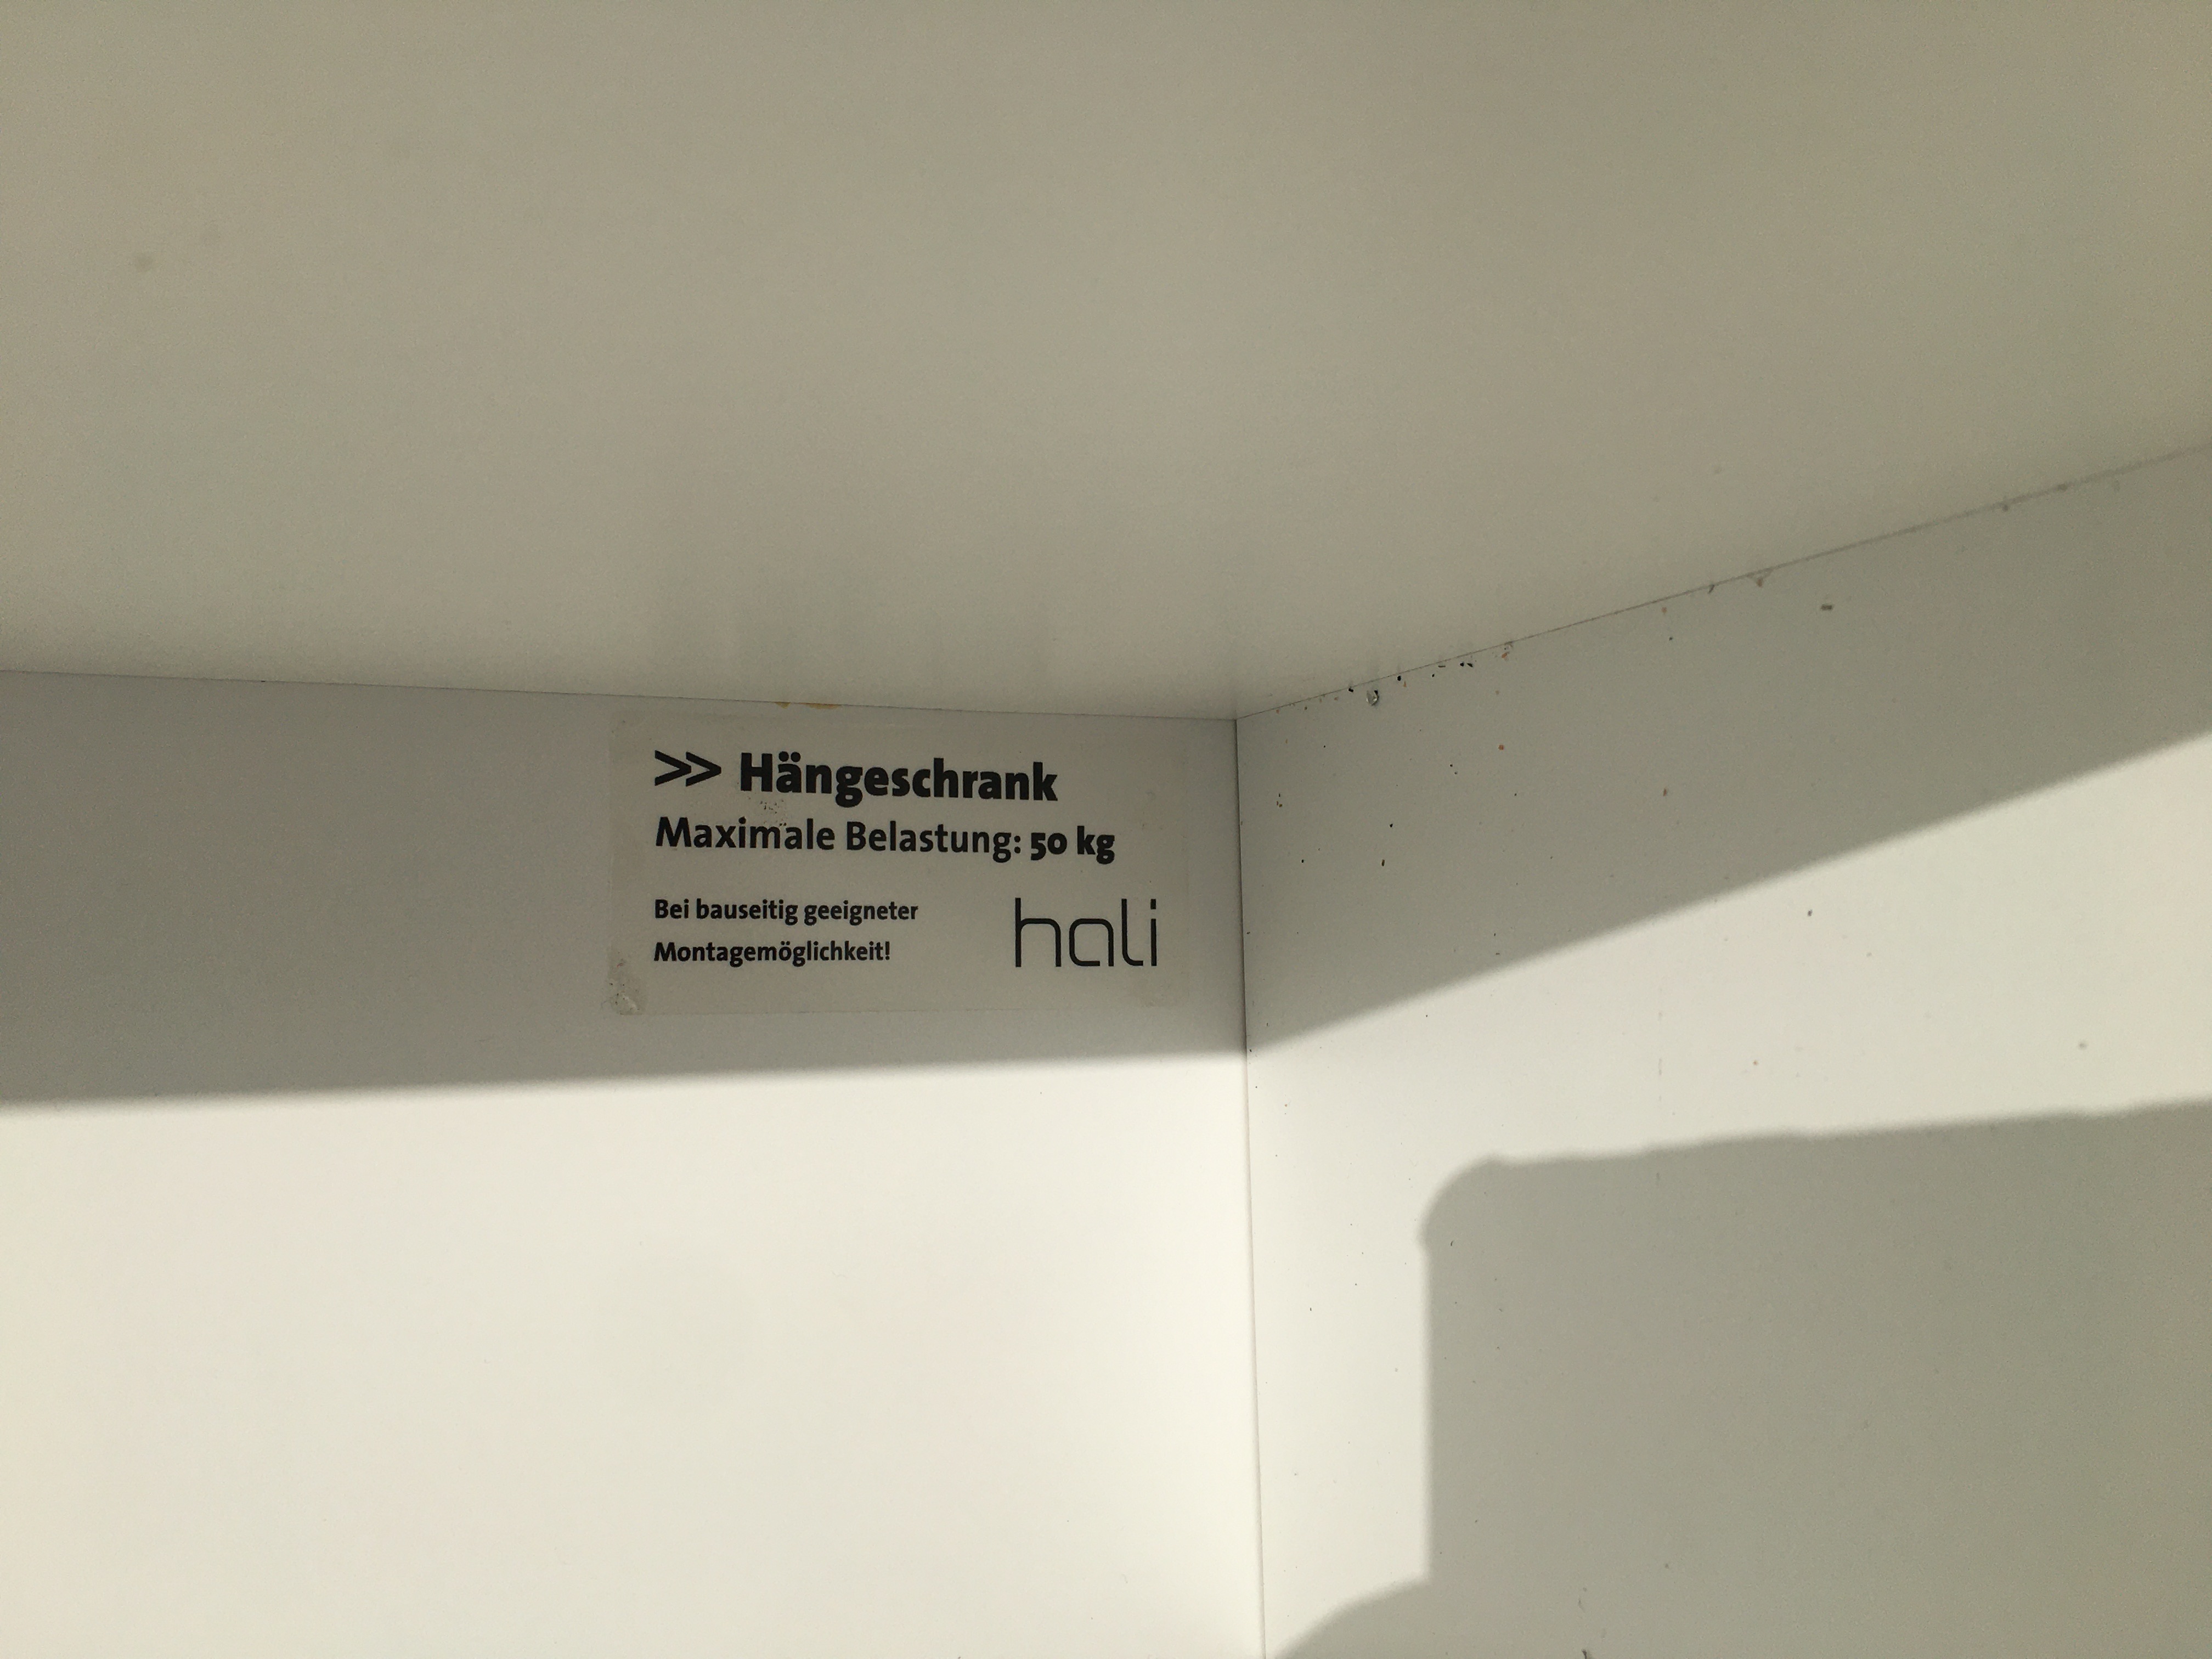 >> Hängeschrank
Maximale Belastung: 50 kg
Bei bauseitig geeigneter
Montagemöglichkeit!
hali